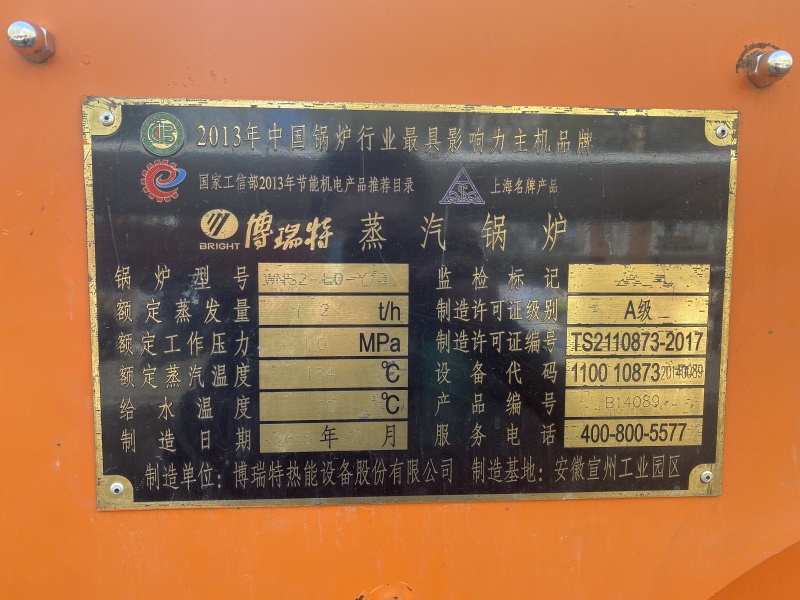 2013年中国锅炉行业最具影响力主机品牌
国家工信部2013年节能机电产品推荐目录 上海名牌产品
BRIGHT 博瑞特 蒸汽锅炉
锅炉型号 监检标记
额定蒸发量 2 t/h 制造许可证级别 A级
额定工作压力 MPa 制造许可证编号 TS2110873-2017
额定蒸汽温度 184 ℃ 设备代码 1100 10873 20140089
给水温度 ℃ 产品编号 B14089
制造日期 年 月 服务电话 400-800-5577
制造单位:博瑞特热能设备股份有限公司 制造基地:安徽宣州工业园区